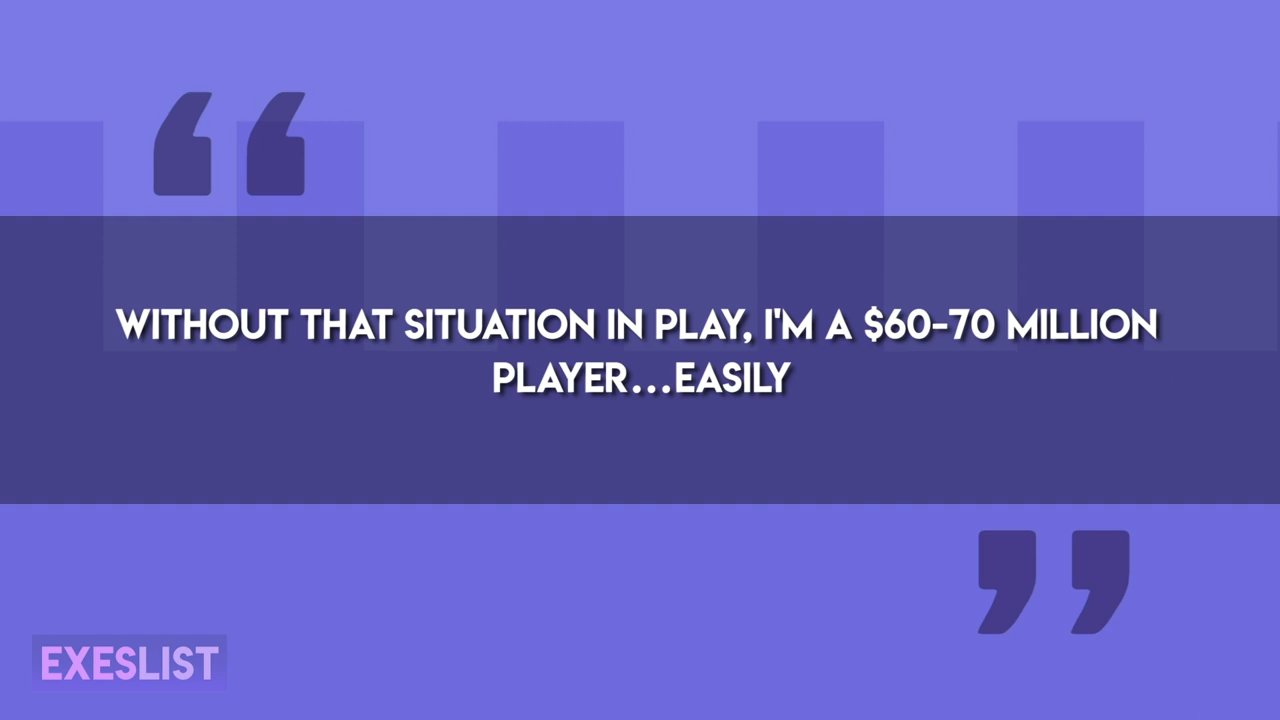 WITHOUT THAT SITUATION IN PLAY, I'M A $60-70 MILLION
PLAYER...EASILY
EXESLIST